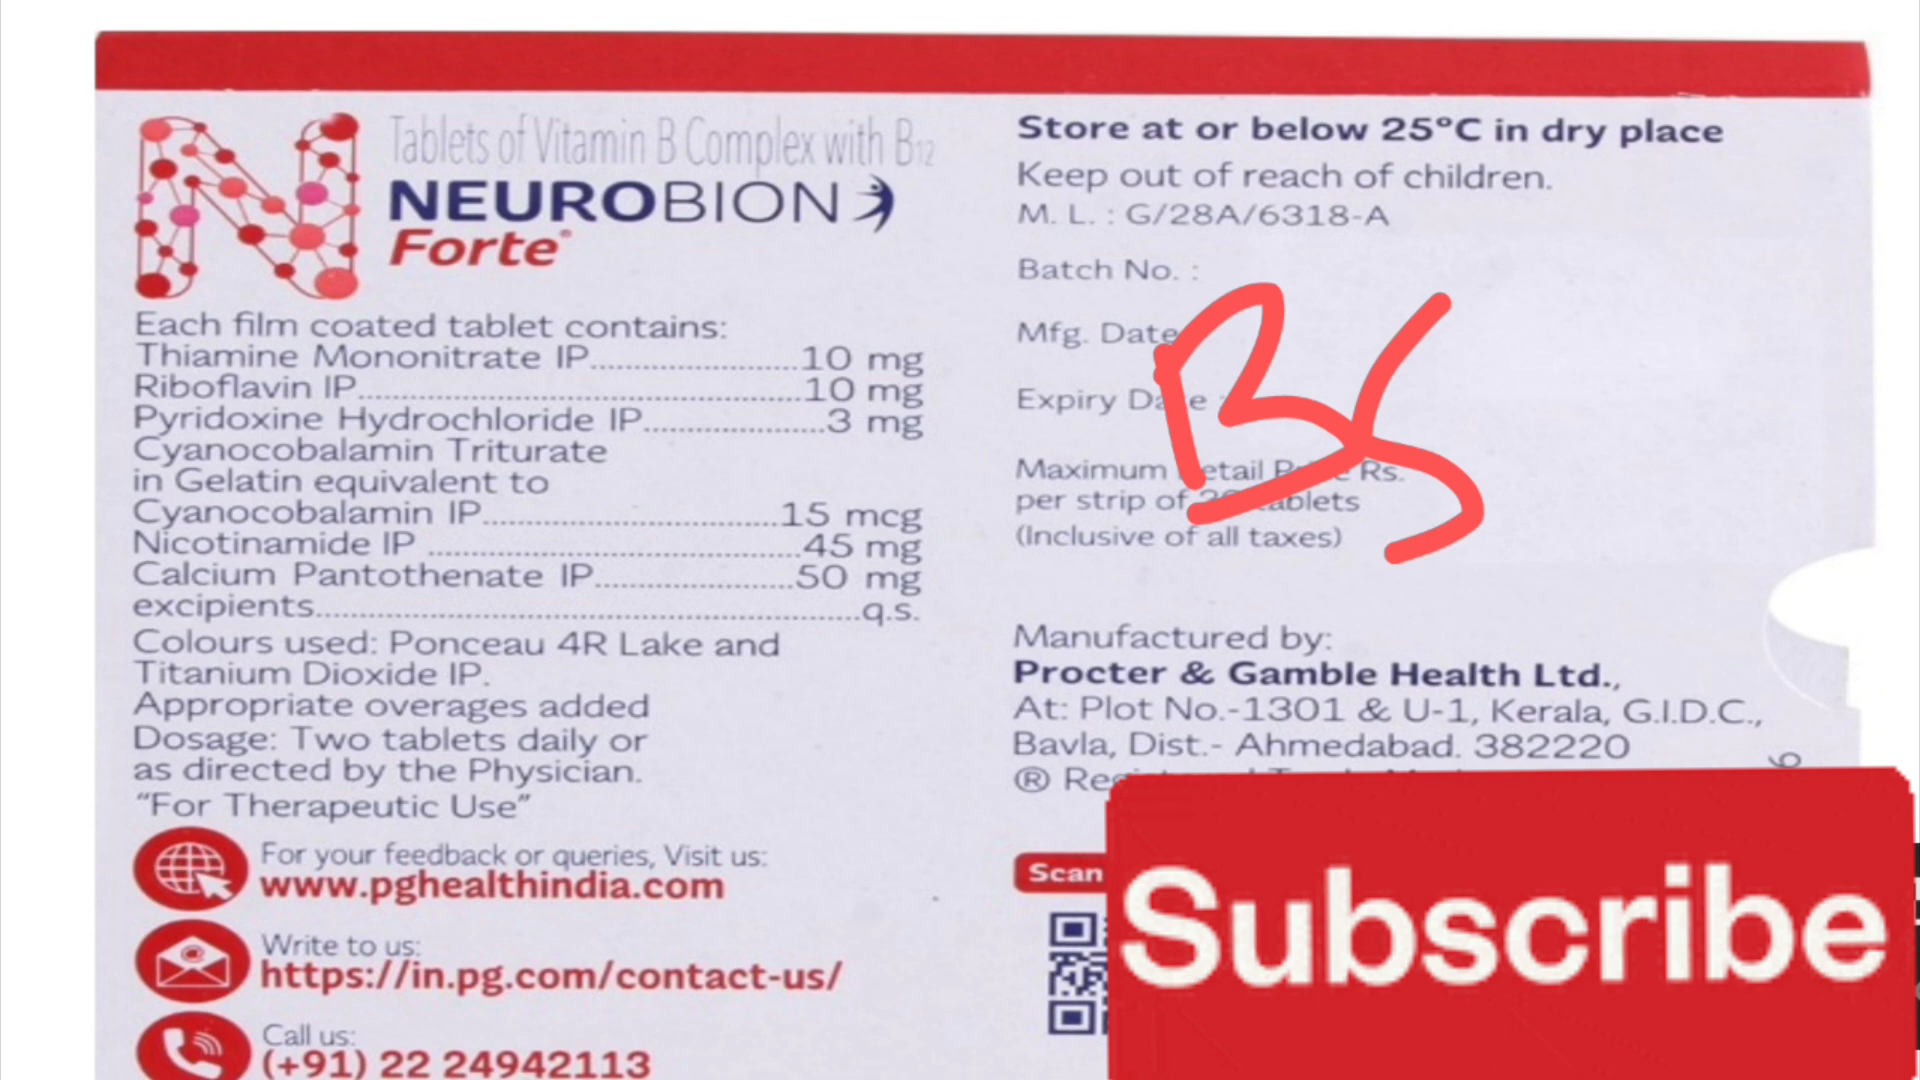 Tablets of Vitamin B Complex with B12
NEUROBION
Forte®
Each film coated tablet contains:
Thiamine Mononitrate IP....................10 mg
Riboflavin IP....................10 mg
Pyridoxine Hydrochloride IP....................3 mg
Cyanocobalamin Triturate
in Gelatin equivalent to
Cyanocobalamin IP....................15 mcg
Nicotinamide IP ....................45 mg
Calcium Pantothenate IP....................50 mg
excipients....................q.s.
Colours used: Ponceau 4R Lake and
Titanium Dioxide IP.
Appropriate overages added
Dosage: Two tablets daily or
as directed by the Physician.
"For Therapeutic Use"
For your feedback or queries, Visit us:
www.pghealthindia.com
Write to us:
https://in.pg.com/contact-us/
Call us:
(+91) 22 24942113
Store at or below 25°C in dry place
Keep out of reach of children.
M. L. : G/28A/6318-A
Batch No. :
Mfg. Date
Expiry Date :
BS
Maximum Retail Price Rs.
per strip of tablets
(Inclusive of all taxes)
Manufactured by:
Procter & Gamble Health Ltd.,
At: Plot No.-1301 & U-1, Kerala, G.I.D.C.,
Bavla, Dist.- Ahmedabad. 382220
®
Scan
Subscribe